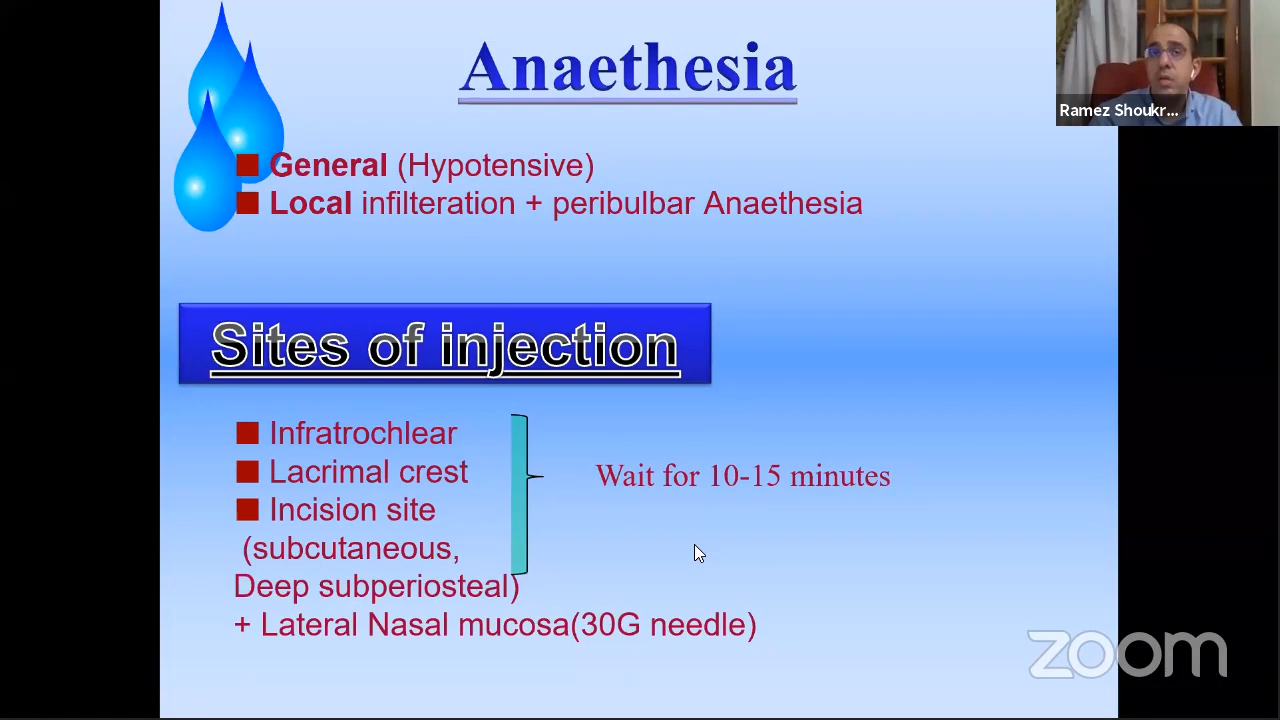 Anaethesia
Ramez Shoukr...
■ General (Hypotensive)
■ Local infilteration + peribulbar Anaethesia
Sites of injection
■ Infratrochlear
■ Lacrimal crest
■ Incision site
(subcutaneous,
Deep subperiosteal)
+ Lateral Nasal mucosa(30G needle)
Wait for 10-15 minutes
zoom